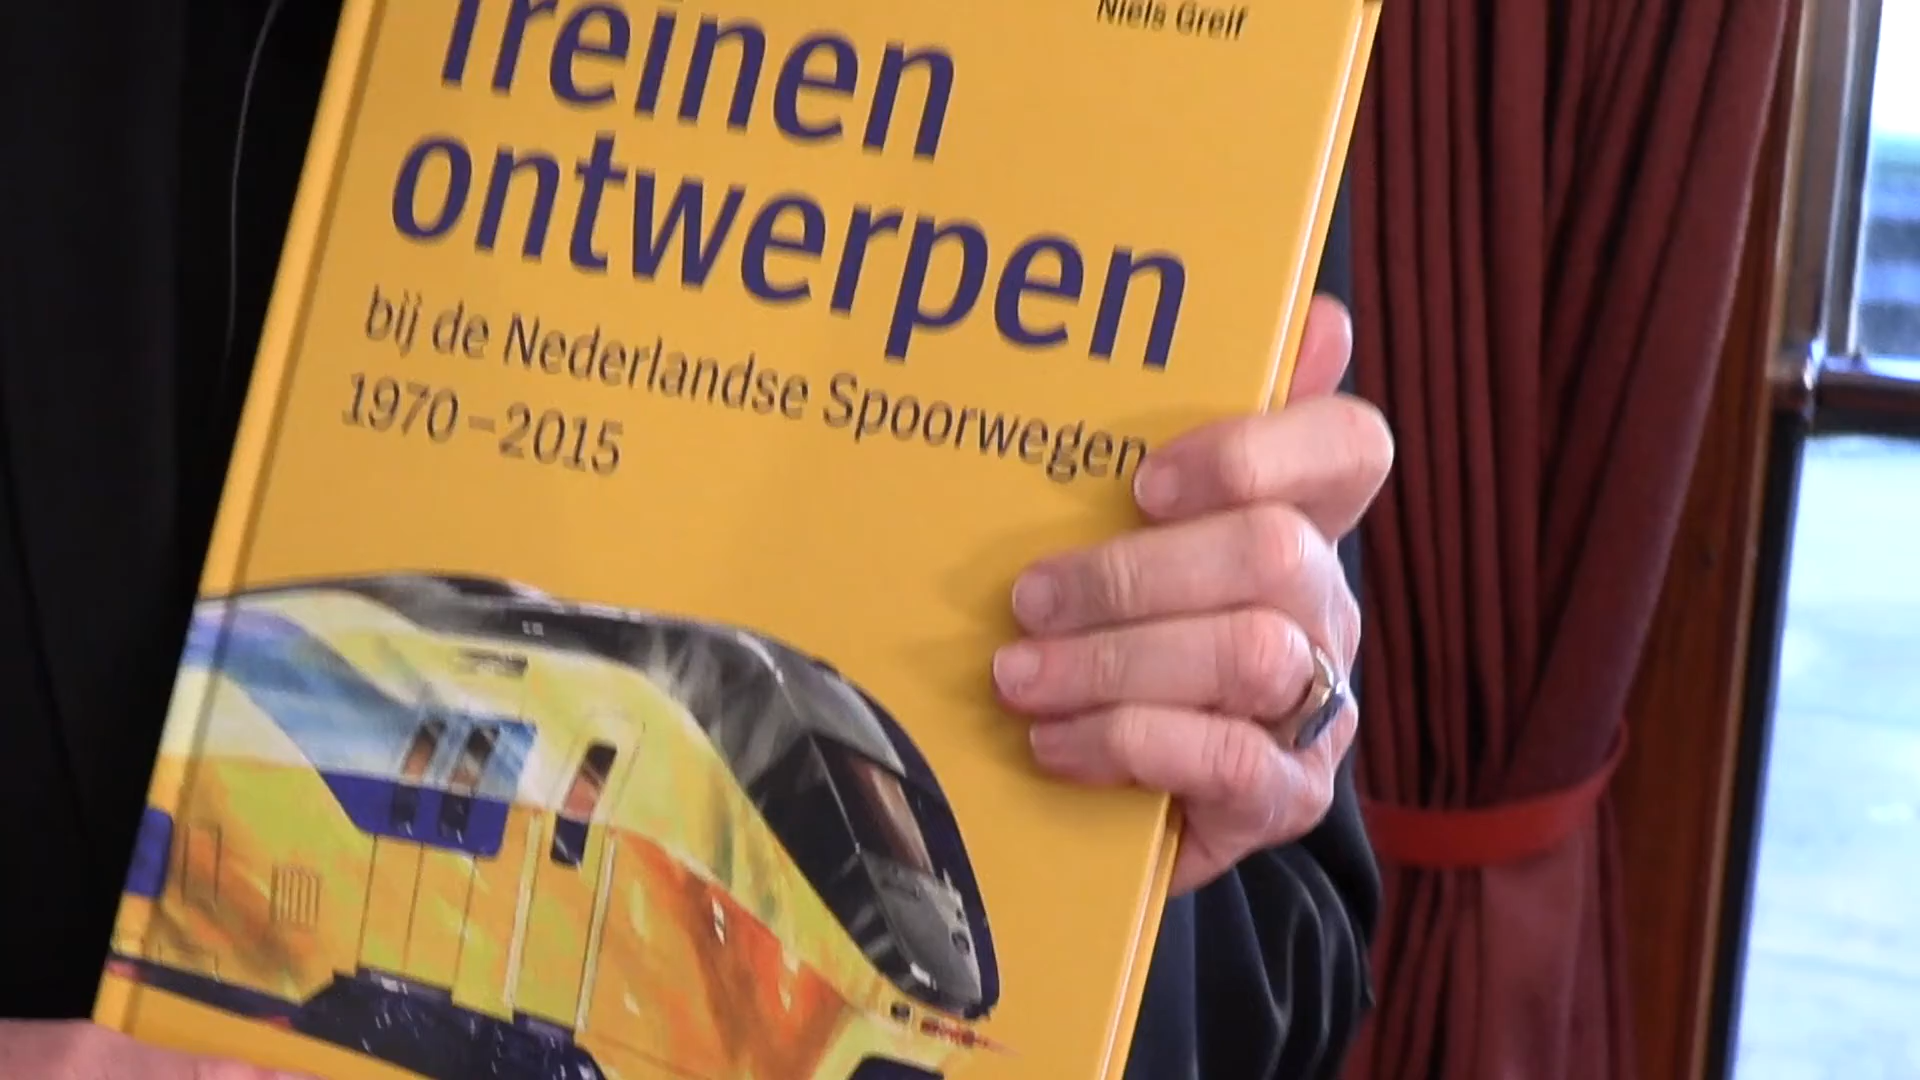 Niels Greif
Treinen
ontwerpen
bij de Nederlandse Spoorwegen
1970–2015